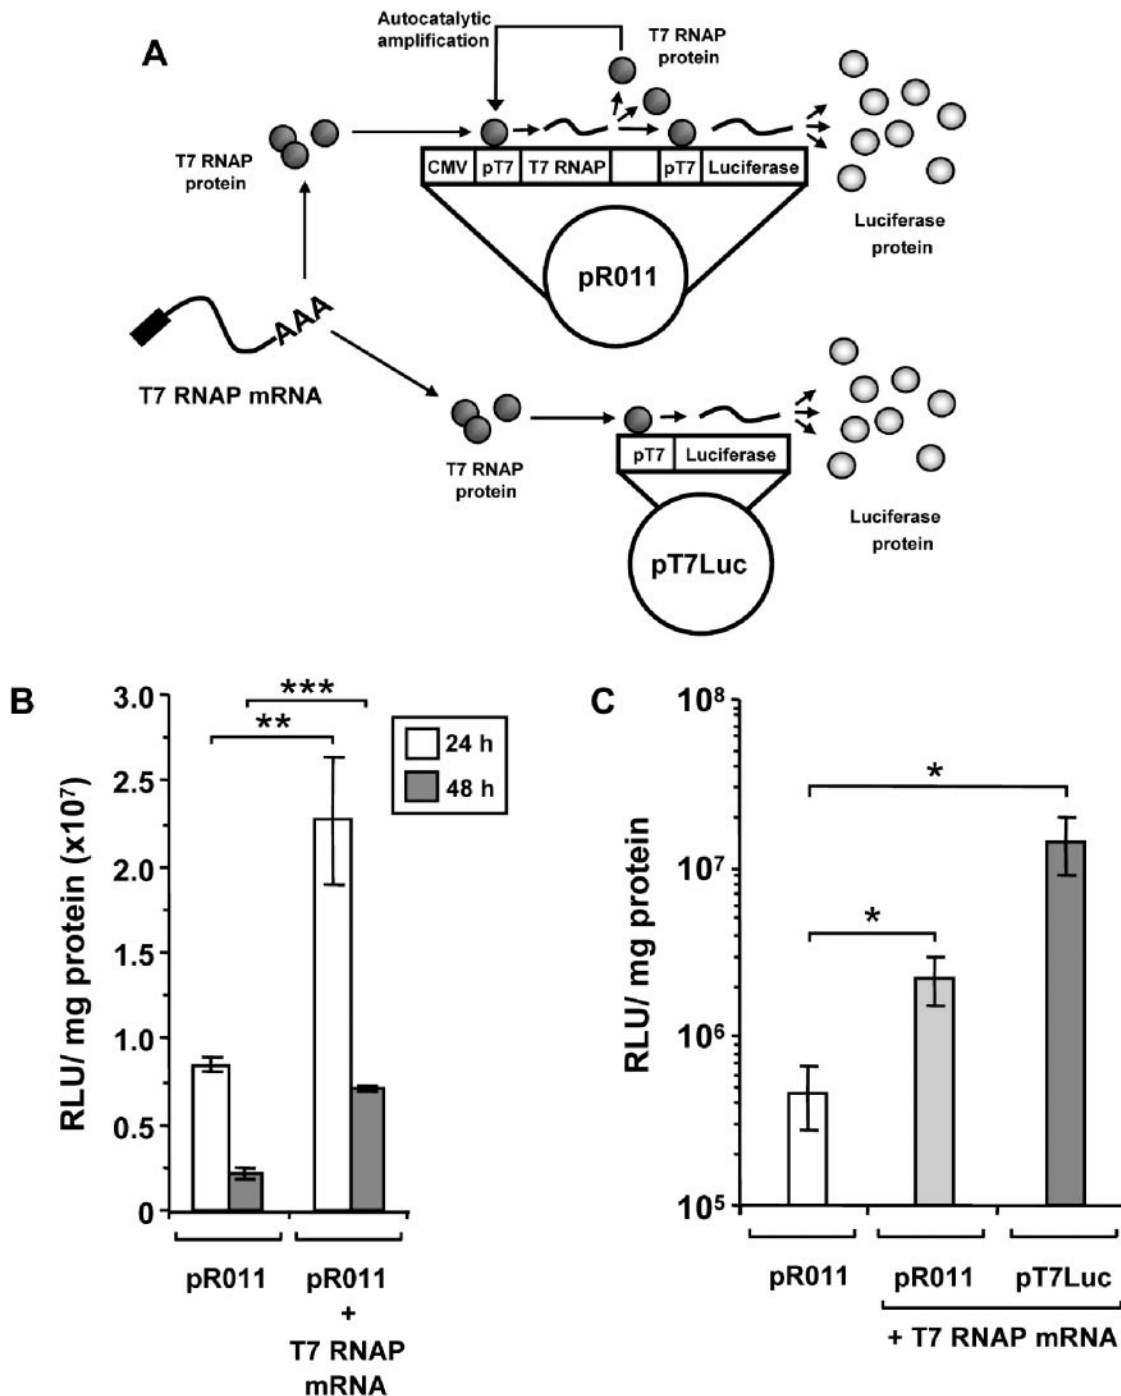 A
Autocatalytic
amplification
T7 RNAP
protein
T7 RNAP
protein
CMV pT7 T7 RNAP pT7 Luciferase
Luciferase
protein
pR011
AAA
T7 RNAP mRNA
T7 RNAP
protein
pT7 Luciferase
Luciferase
protein
pT7Luc
B
RLU/ mg protein (x10⁷)
3.0
2.5
2.0
1.5
1.0
0.5
0
***
**
24 h
48 h
pR011
pR011
+
T7 RNAP
mRNA
C
RLU/ mg protein
10⁸
10⁷
10⁶
10⁵
*
*
pR011
pR011
pT7Luc
+ T7 RNAP mRNA